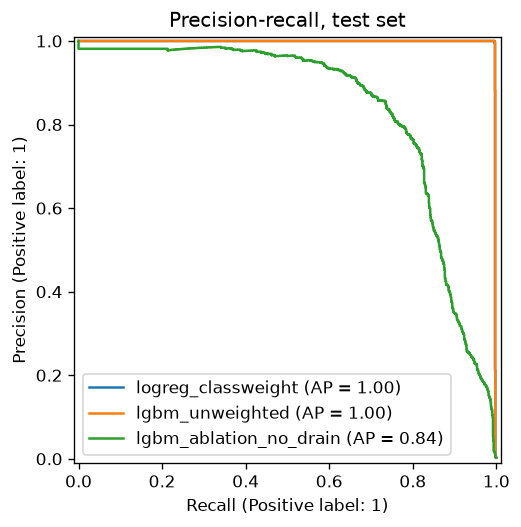 Precision-recall, test set
1.0
0.8
0.6
0.4
0.2
0.0
Precision (Positive label: 1)
logreg_classweight (AP = 1.00)
lgbm_unweighted (AP = 1.00)
lgbm_ablation_no_drain (AP = 0.84)
0.0 0.2 0.4 0.6 0.8 1.0
Recall (Positive label: 1)